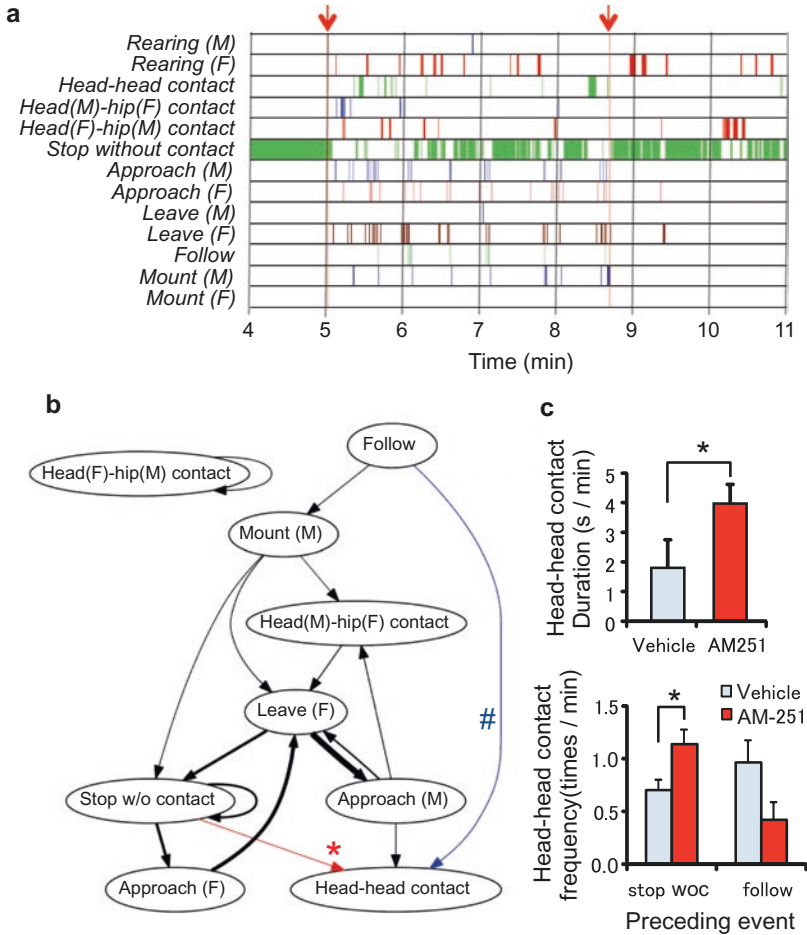 a
Rearing (M)
Rearing (F)
Head-head contact
Head(M)-hip(F) contact
Head(F)-hip(M) contact
Stop without contact
Approach (M)
Approach (F)
Leave (M)
Leave (F)
Follow
Mount (M)
Mount (F)
4 5 6 7 8 9 10 11
Time (min)
b
Follow
Head(F)-hip(M) contact
Mount (M)
Head(M)-hip(F) contact
Leave (F)
#
Stop w/o contact
Approach (M)
*
Approach (F)
Head-head contact
c
Head-head contact
Duration (s / min)
5
4
3
2
1
0
*
Vehicle AM251
Head-head contact
frequency(times / min)
1.5
1.0
0.5
0.0
*
Vehicle
AM-251
stop woc follow
Preceding event